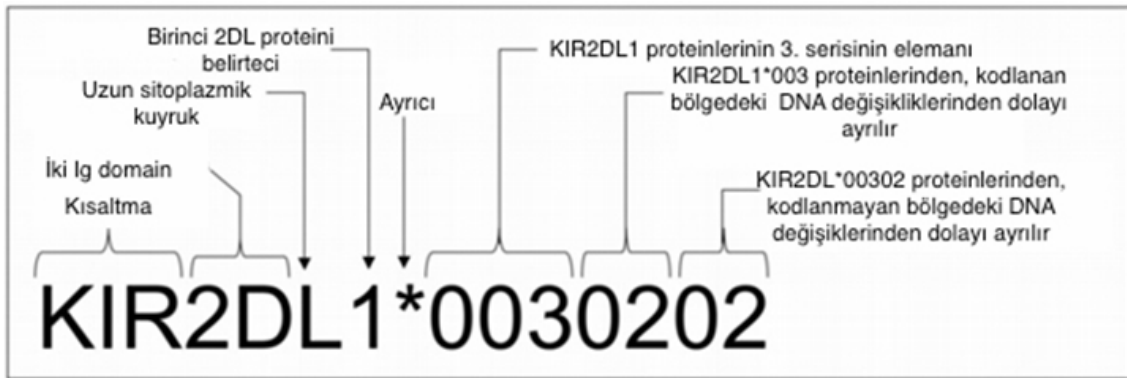 Birinci 2DL proteini
belirteci
Uzun sitoplazmik
kuyruk
Ayrıcı
KIR2DL1 proteinlerinin 3. serisinin elemanı
KIR2DL1*003 proteinlerinden, kodlanan
bölgedeki DNA değişikliklerinden dolayı
ayrılır
İki Ig domain
Kısaltma
KIR2DL*00302 proteinlerinden,
kodlanmayan bölgedeki DNA
değişiklerinden dolayı ayrılır
KIR2DL1*0030202